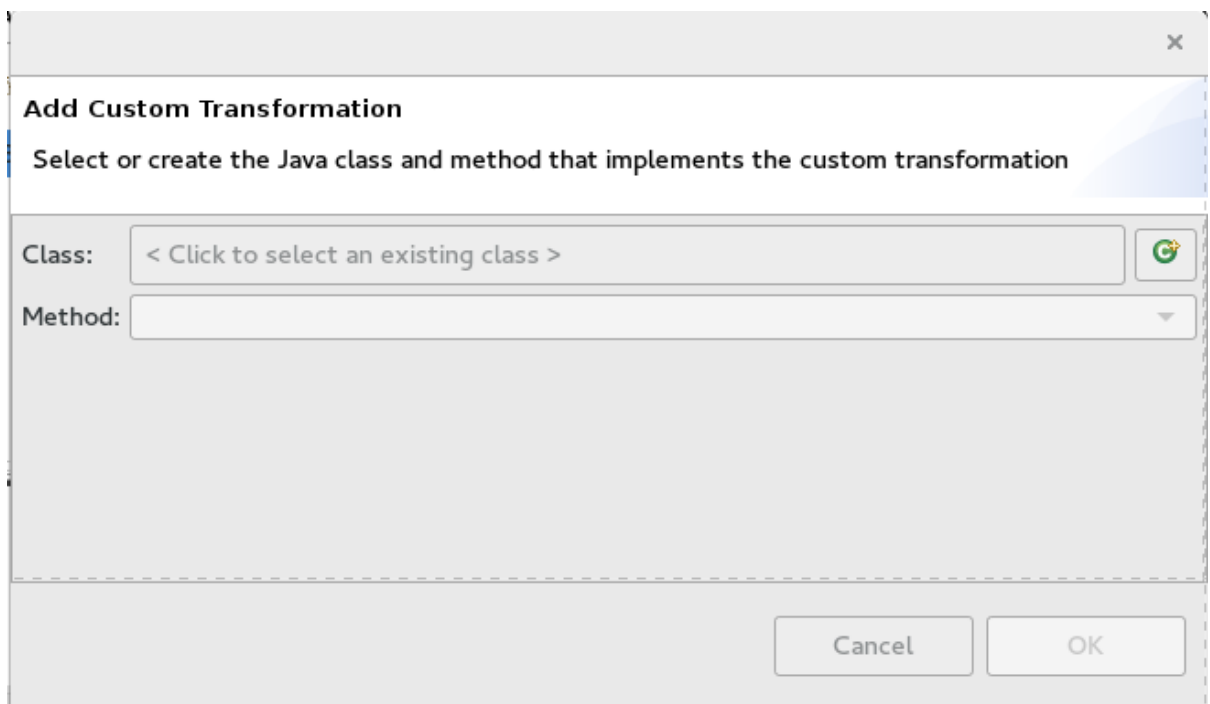 Add Custom Transformation
Select or create the Java class and method that implements the custom transformation
Class: < Click to select an existing class >
Method:
Cancel OK